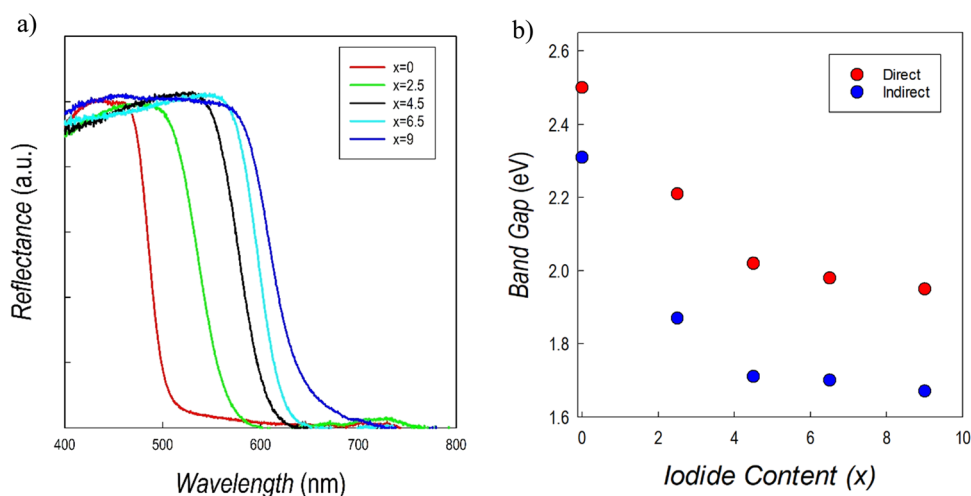 a)
x=0
x=2.5
x=4.5
x=6.5
x=9
Reflectance (a.u.)
400 500 600 700 800
Wavelength (nm)
b)
2.6
2.4
2.2
2.0
1.8
1.6
Direct
Indirect
Band Gap (eV)
0 2 4 6 8 10
Iodide Content (x)